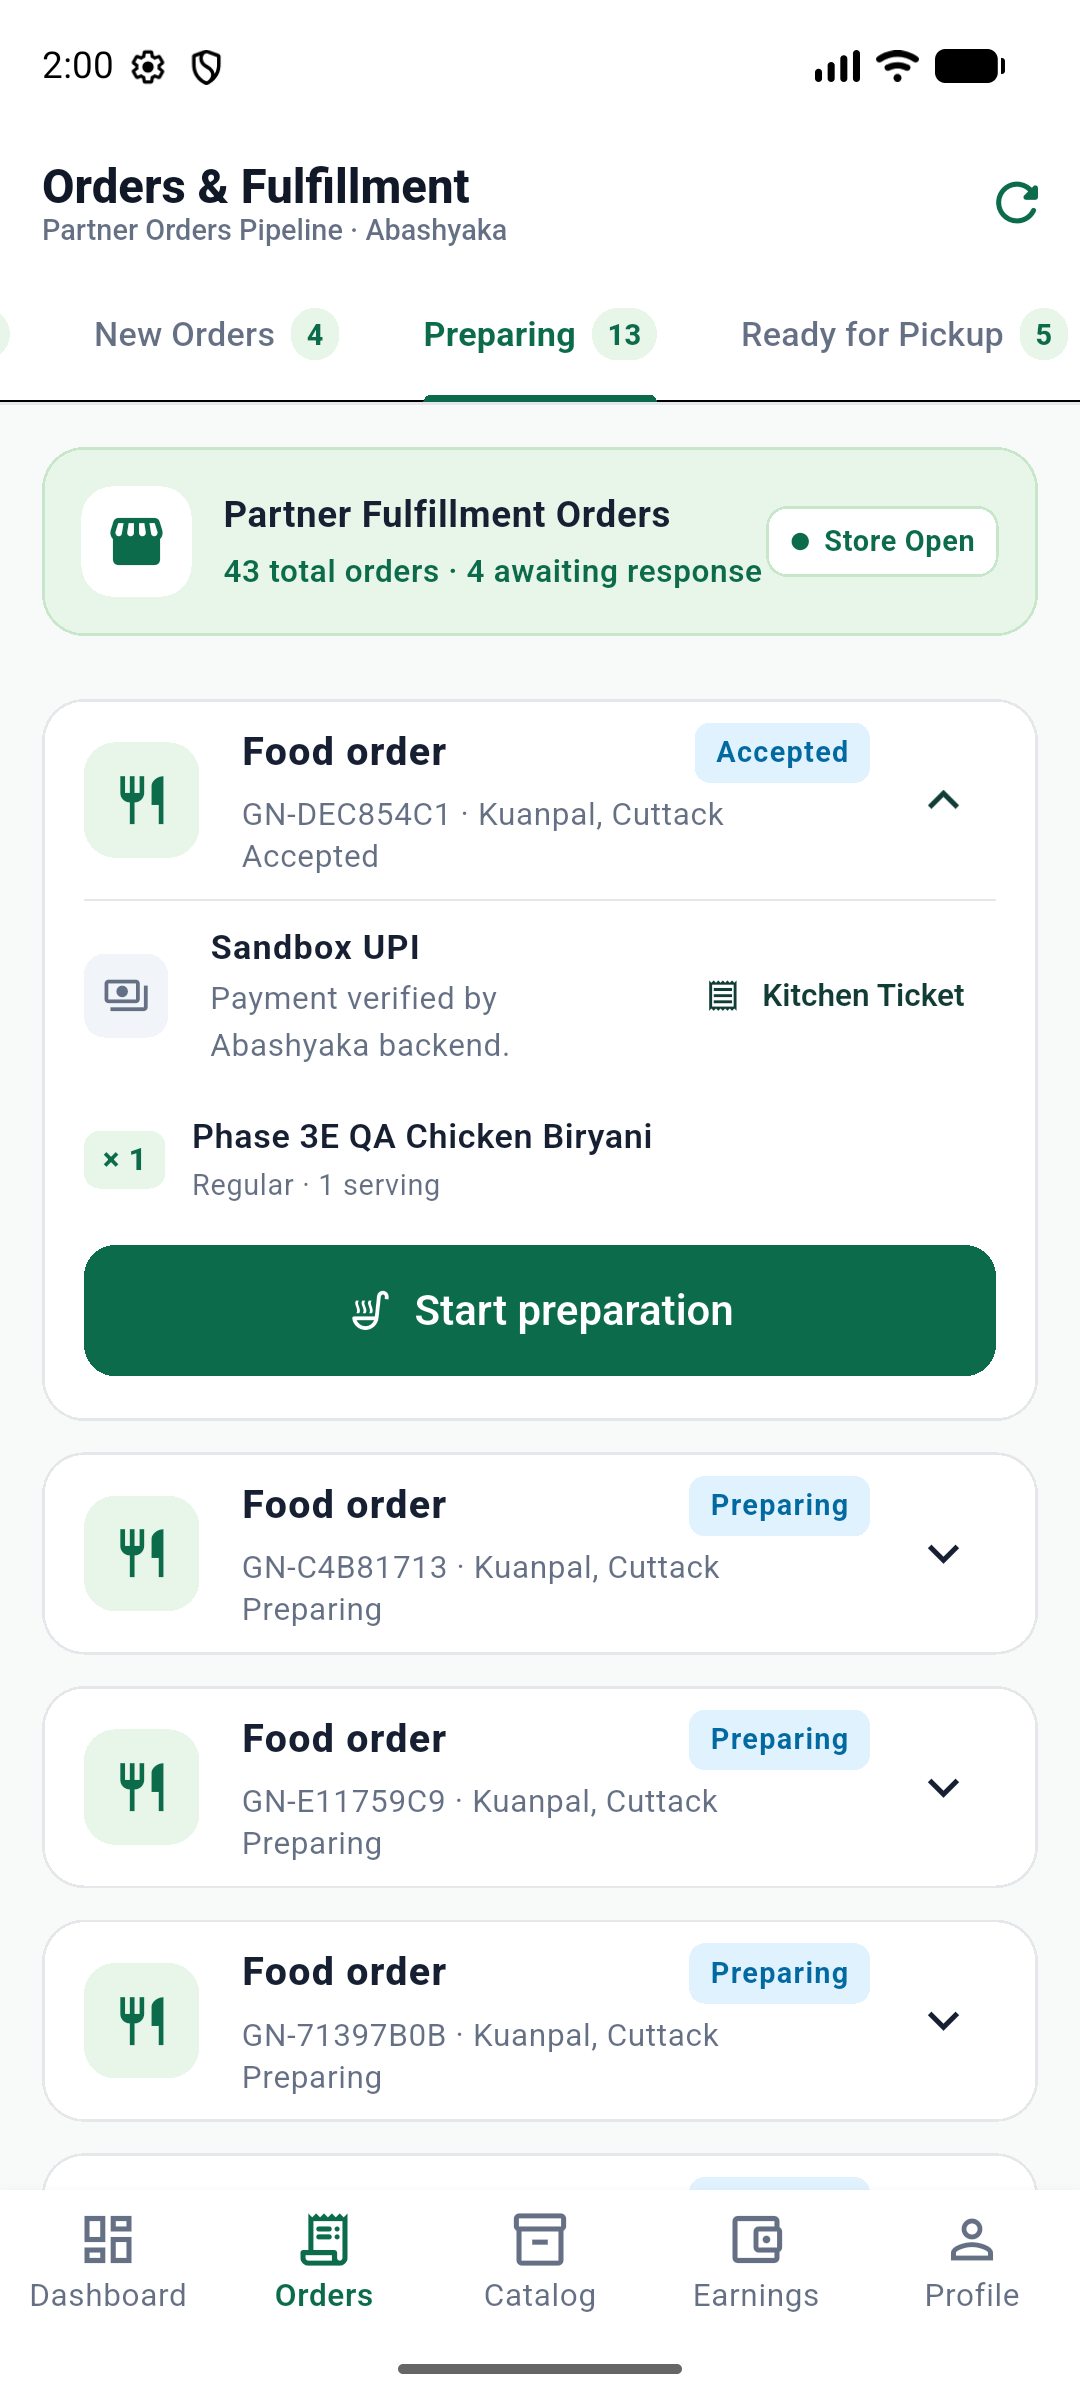 2:00
Orders & Fulfillment
Partner Orders Pipeline · Abashyaka
New Orders 4 Preparing 13 Ready for Pickup 5
Partner Fulfillment Orders
43 total orders · 4 awaiting response
Store Open
Food order
Accepted
GN-DEC854C1 · Kuanpal, Cuttack
Accepted
Sandbox UPI
Payment verified by
Abashyaka backend.
Kitchen Ticket
× 1
Phase 3E QA Chicken Biryani
Regular · 1 serving
Start preparation
Food order
Preparing
GN-C4B81713 · Kuanpal, Cuttack
Preparing
Food order
Preparing
GN-E11759C9 · Kuanpal, Cuttack
Preparing
Food order
Preparing
GN-71397B0B · Kuanpal, Cuttack
Preparing
Dashboard Orders Catalog Earnings Profile